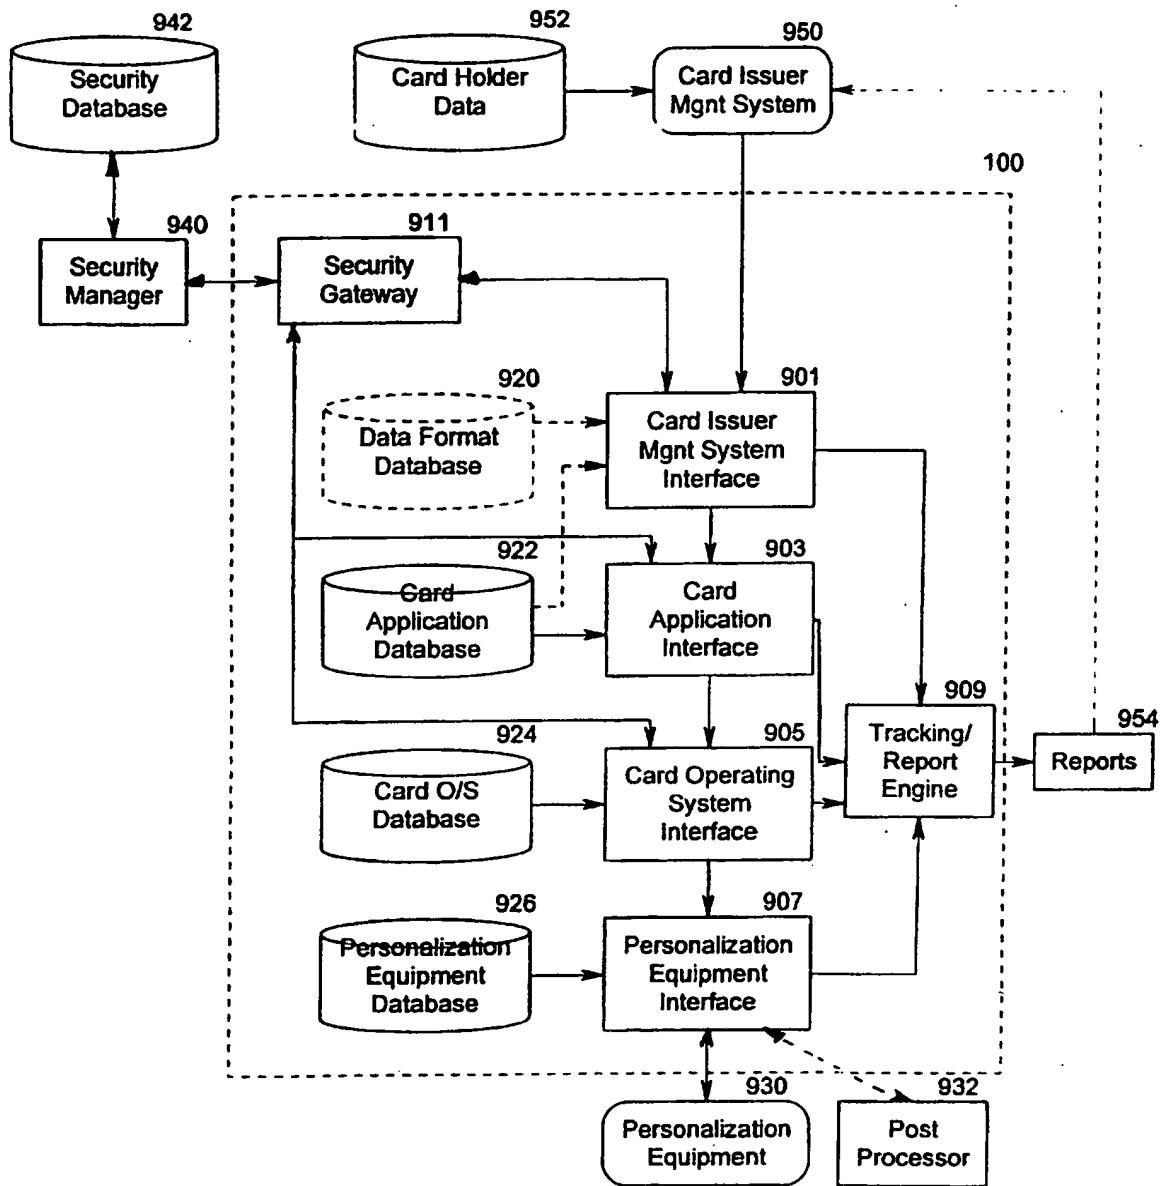 942
Security
Database
952
Card Holder
Data
950
Card Issuer
Mgnt System
100
940
Security
Manager
911
Security
Gateway
920
Data Format
Database
901
Card Issuer
Mgnt System
Interface
922
Card
Application
Database
903
Card
Application
Interface
909
Tracking/
Report
Engine
954
Reports
924
Card O/S
Database
905
Card Operating
System
Interface
926
Personalization
Equipment
Database
907
Personalization
Equipment
Interface
930
Personalization
Equipment
932
Post
Processor